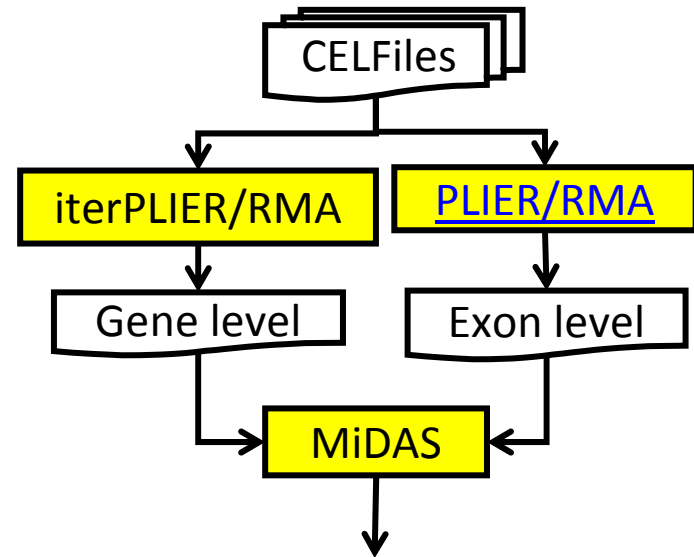 CELFiles
iterPLIER/RMA
PLIER/RMA
Gene level
Exon level
MiDAS